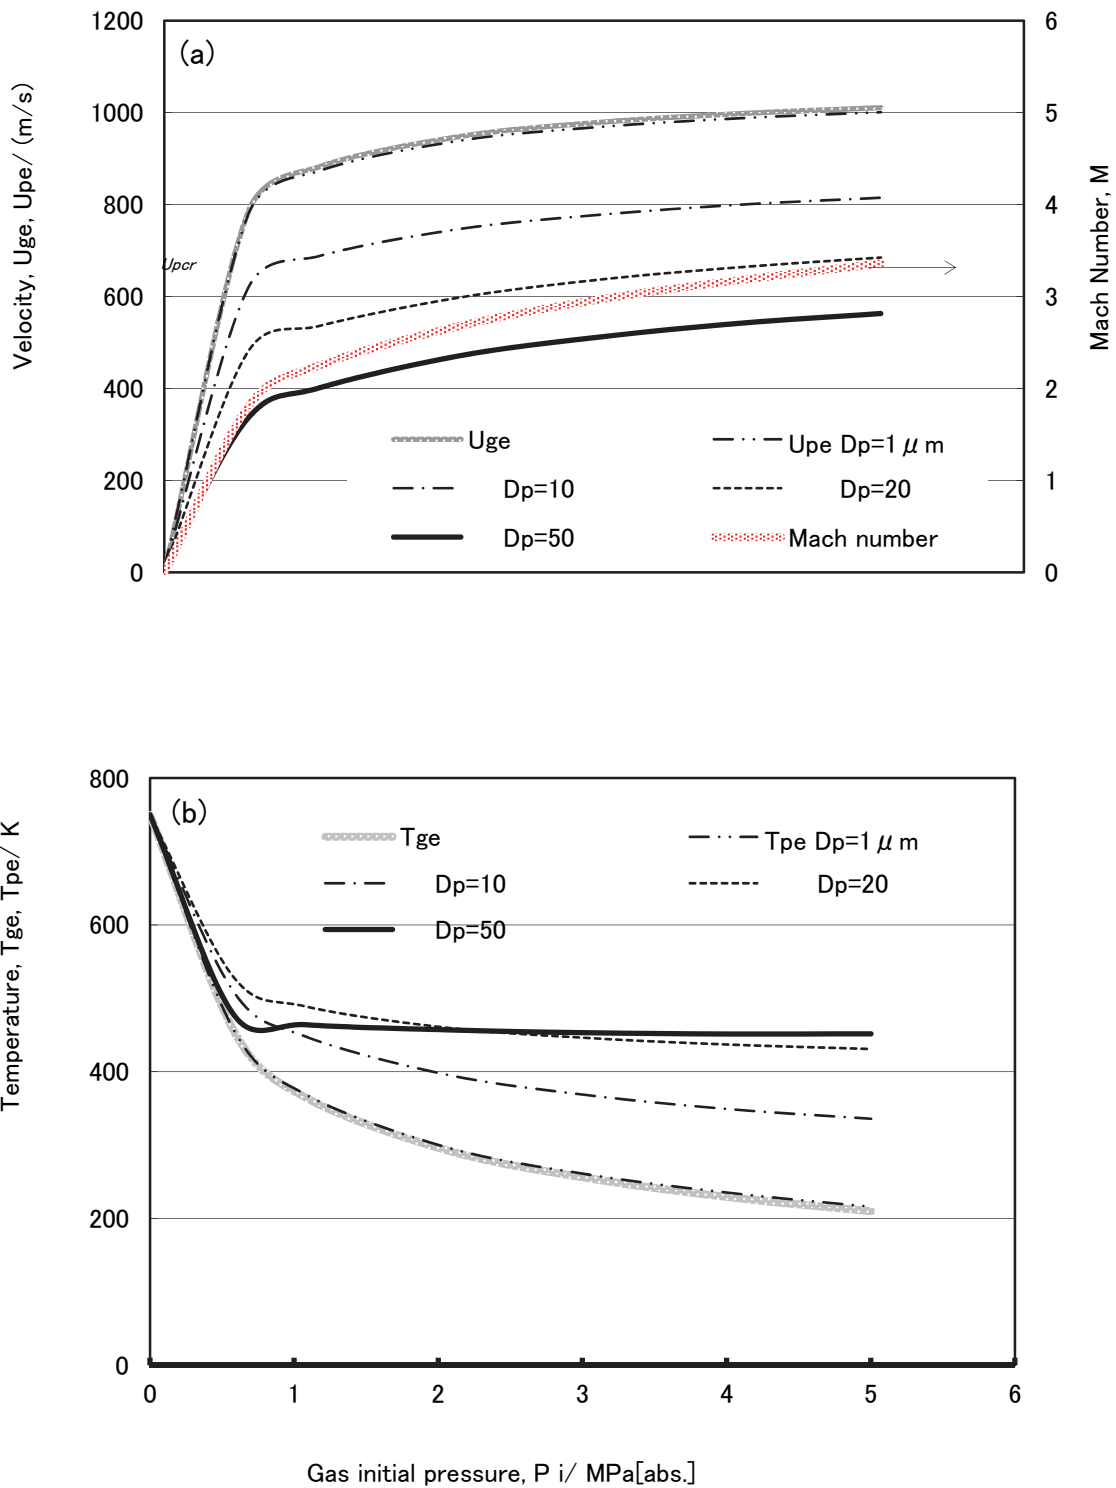 (a)
1200
1000
800
600
400
200
0
6
5
4
3
2
1
0
Velocity, Uge, Upe/ (m/s)
Mach Number, M
Upcr
Uge
Upe Dp=1μm
Dp=10
Dp=20
Dp=50
Mach number
(b)
800
600
400
200
0
Temperature, Tge, Tpe/ K
Tge
Tpe Dp=1μm
Dp=10
Dp=20
Dp=50
0 1 2 3 4 5 6
Gas initial pressure, P i/ MPa[abs.]